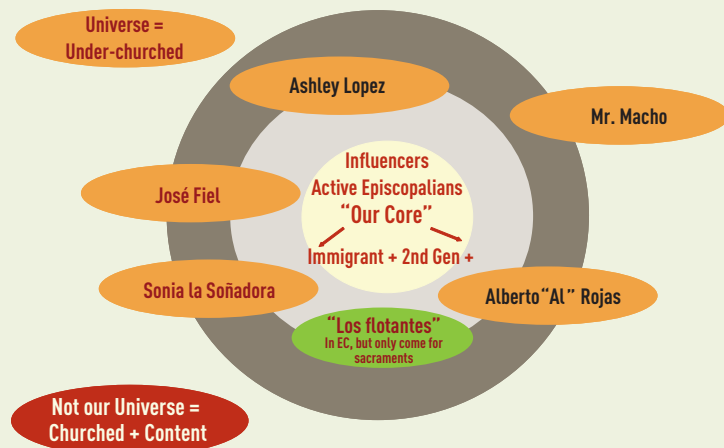 Universe =
Under-churched
Ashley Lopez
Mr. Macho
Influencers
Active Episcopalians
“Our Core”
José Fiel
Immigrant + 2nd Gen +
Sonia la Soñadora
Alberto “Al” Rojas
“Los flotantes”
In EC, but only come for
sacraments
Not our Universe =
Churched + Content